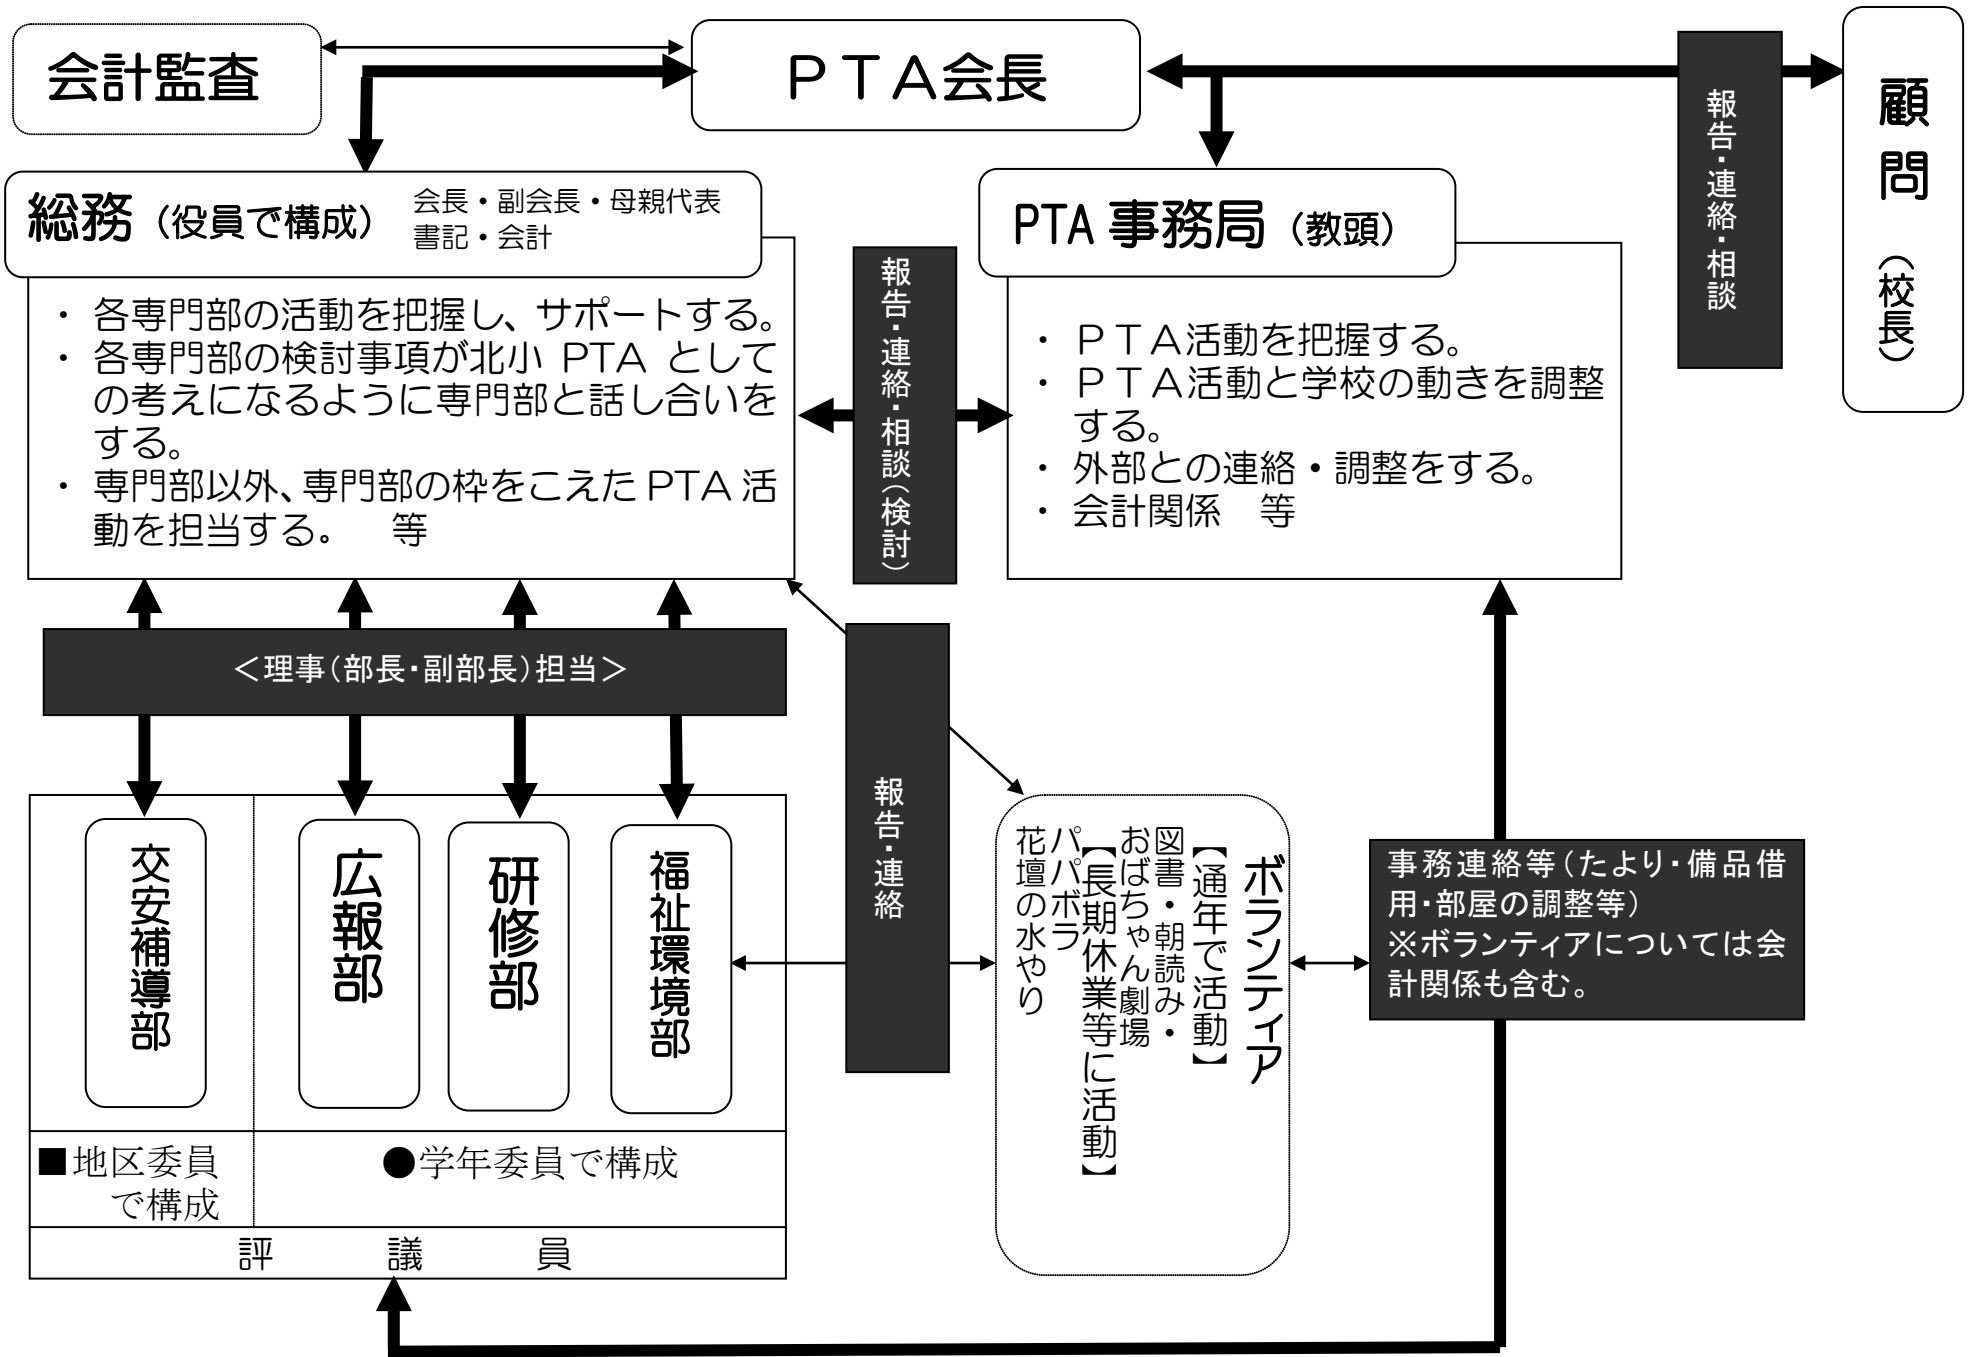 会計監査
ＰＴＡ会長
顧問（校長）
報告・連絡・相談
総務（役員で構成）
会長・副会長・母親代表
書記・会計
PTA 事務局（教頭）
・ 各専門部の活動を把握し、サポートする。
・ 各専門部の検討事項が北小 PTA として
の考えになるように専門部と話し合いを
する。
・ 専門部以外、専門部の枠をこえた PTA 活
動を担当する。　等
報告・連絡・相談（検討）
・ ＰＴＡ活動を把握する。
・ ＰＴＡ活動と学校の動きを調整
する。
・ 外部との連絡・調整をする。
・ 会計関係　等
＜理事（部長・副部長）担当＞
報告・連絡
交安補導部
広報部
研修部
福祉環境部
ボランティア
【通年で活動】
図書・朝読み・
おばちゃん劇場
【長期休業等に活動】
パパボラ
花壇の水やり
事務連絡等（たより・備品借
用・部屋の調整等）
※ボランティアについては会
計関係も含む。
■地区委員
で構成
●学年委員で構成
評　議　員